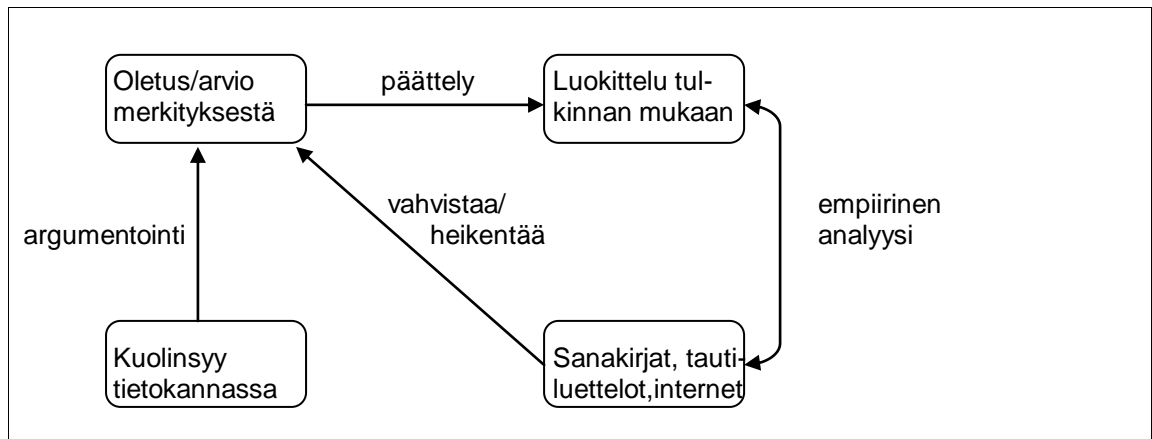 Oletus/arvio
merkityksestä
päättely
Luokittelu tul-
kinnan mukaan
argumentointi
vahvistaa/
heikentää
empiirinen
analyysi
Kuolinsyy
tietokannassa
Sanakirjat, tauti-
luettelot,internet